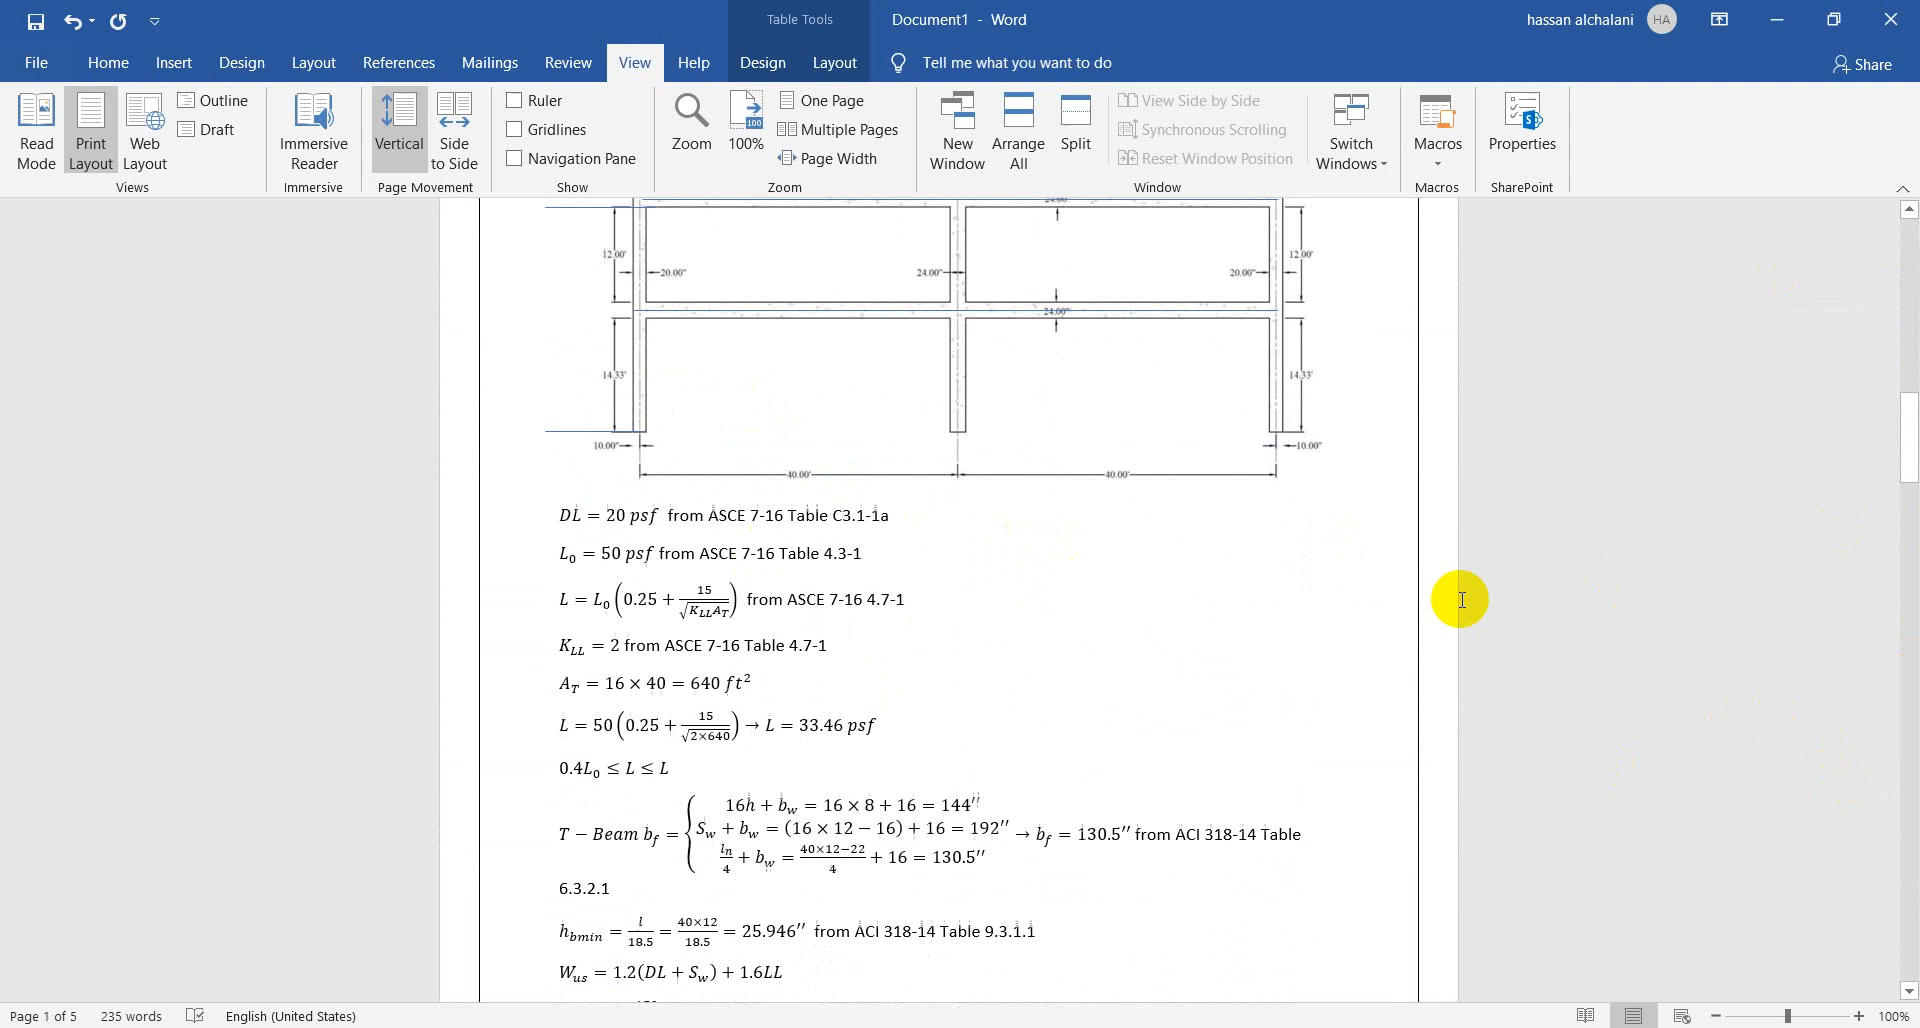 Table Tools
Document1 - Word
hassan alchalani
HA
File
Home
Insert
Design
Layout
References
Mailings
Review
View
Help
Design
Layout
Tell me what you want to do
Share
Read Mode
Print Layout
Web Layout
Outline
Draft
Views
Immersive Reader
Immersive
Vertical
Side to Side
Page Movement
Ruler
Gridlines
Navigation Pane
Show
Zoom
100
100%
One Page
Multiple Pages
Page Width
Zoom
New Window
Arrange All
Split
View Side by Side
Synchronous Scrolling
Reset Window Position
Window
Switch Windows
Macros
Macros
Properties
SharePoint
24.00"
12.00'
20.00"
24.00"
20.00"
12.00'
24.00"
14.33'
14.33'
10.00"
10.00"
40.00'
40.00'
DL = 20 psf from ASCE 7-16 Table C3.1-1a
L₀ = 50 psf from ASCE 7-16 Table 4.3-1
L = L₀ (0.25 + 15/√(K_LL A_T)) from ASCE 7-16 4.7-1
K_LL = 2 from ASCE 7-16 Table 4.7-1
A_T = 16 × 40 = 640 ft²
L = 50 (0.25 + 15/√(2×640)) → L = 33.46 psf
0.4L₀ ≤ L ≤ L
16h + b_w = 16 × 8 + 16 = 144′′
T − Beam b_f = { S_w + b_w = (16 × 12 − 16) + 16 = 192′′ → b_f = 130.5′′ from ACI 318-14 Table
l_n/4 + b_w = (40×12−22)/4 + 16 = 130.5′′
6.3.2.1
h_bmin = l/18.5 = (40×12)/18.5 = 25.946′′ from ACI 318-14 Table 9.3.1.1
W_us = 1.2(DL + S_w) + 1.6LL
Page 1 of 5
235 words
English (United States)
100%